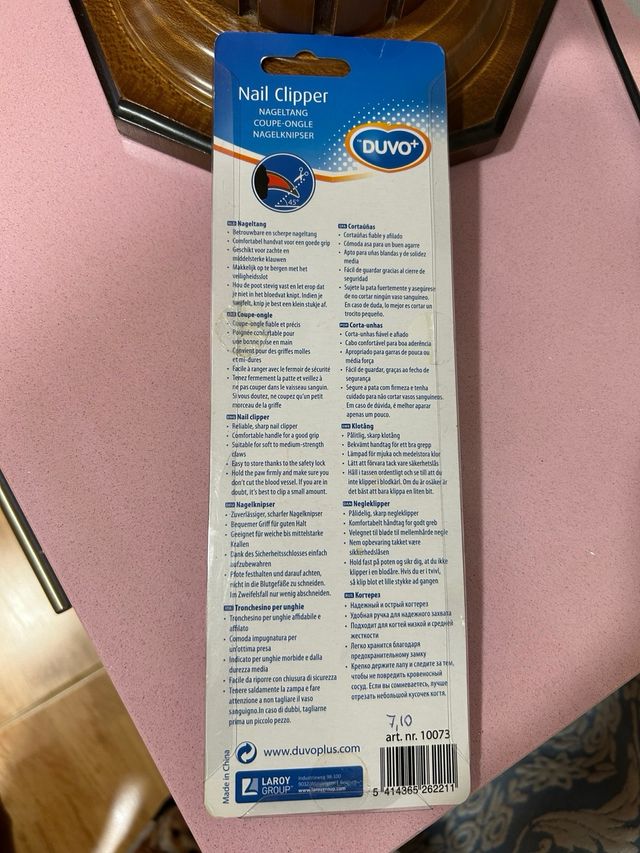 Nail Clipper
NAGELTANG
COUPE-ONGLE
NAGELKNIPSER
DUVO+
45°
Nageltang
• Betrouwbare en scherpe nageltang
• Comfortabel handvat voor een goede grip
• Geschikt voor zachte en
middelsterke klauwen
• Makkelijk op te bergen met het
veiligheidsslot
• Hou de poot stevig vast en let erop dat
je niet in het bloedvat knipt. Indien je
twijfelt, knip je best een klein stukje af.
Coupe-ongle
• Coupe-ongle fiable et précis
• Poignée confortable pour
une bonne prise en main
• Convient pour des griffes molles
et mi-dures
• Facile à ranger avec le fermoir de sécurité
• Tenez fermement la patte et veillez à
ne pas couper dans le vaisseau sanguin.
Si vous doutez, ne coupez qu'un petit
morceau de la griffe
ENG Nail clipper
• Reliable, sharp nail clipper
• Comfortable handle for a good grip
• Suitable for soft to medium-strength
claws
• Easy to store thanks to the safety lock
• Hold the paw firmly and make sure you
don't cut the blood vessel. If you are in
doubt, it's best to clip a small amount.
Nagelknipser
• Zuverlässiger, scharfer Nagelknipser
• Bequemer Griff für guten Halt
• Geeignet für weiche bis mittelstarke
Krallen
• Dank des Sicherheitsschlosses einfach
aufzubewahren
• Pfote festhalten und darauf achten,
nicht in die Blutgefäße zu schneiden.
Im Zweifelsfall nur wenig abschneiden.
Tronchesino per unghie
• Tronchesino per unghie affidabile e
affilato
• Comoda impugnatura per
un'ottima presa
• Indicato per unghie morbide e dalla
durezza media
• Facile da riporre con chiusura di sicurezza
• Tenere saldamente la zampa e fare
attenzione a non tagliare il vaso
sanguigno.In caso di dubbi, tagliarne
prima un piccolo pezzo.
Cortaúñas
• Cortaúñas fiable y afilado
• Cómoda asa para un buen agarre
• Apto para uñas blandas y de solidez
media
• Fácil de guardar gracias al cierre de
seguridad
• Sujete la pata fuertemente y asegúrese
de no cortar ningún vaso sanguíneo.
En caso de duda, lo mejor es cortar un
trocito pequeño.
Corta-unhas
• Corta-unhas fiável e afiado
• Cabo confortável para boa aderência
• Apropriado para garras de pouca ou
média força
• Fácil de guardar, graças ao fecho de
segurança
• Segure a pata com firmeza e tenha
cuidado para não cortar vasos sanguíneos.
Em caso de dúvida, é melhor aparar
apenas um pouco.
Klotång
• Pålitlig, skarp klotång
• Bekvämt handtag för ett bra grepp
• Lämpad för mjuka och medelstora klor
• Lätt att förvara tack vare säkerhetslås
• Håll i tassen ordentligt och se till att du
inte klipper i blodkärl. Om du är osäker är
det bäst att bara klippa en liten bit.
Negleklipper
• Pålidelig, skarp negleklipper
• Komfortabelt håndtag for godt greb
• Velegnet til bløde til mellemhårde negle
• Nem opbevaring takket være
sikkerhedslåsen
• Hold fast på poten og sikr dig, at du ikke
klipper i en blodåre. Hvis du er i tvivl,
så klip blot et lille stykke ad gangen
Когтерез
• Надежный и острый когтерез
• Удобная ручка для надежного захвата
• Подходит для когтей низкой и средней
жесткости
• Легко хранится благодаря
предохранительному замку
• Крепко держите лапу и следите за тем,
чтобы не повредить кровеносный
сосуд. Если вы сомневаетесь, лучше
отрезать небольшой кусочек когтя.
7,10
art. nr. 10073
Made in China
www.duvoplus.com
LAROY
GROUP
Industrieweg
www.laroygroup.com
5 414365 262211